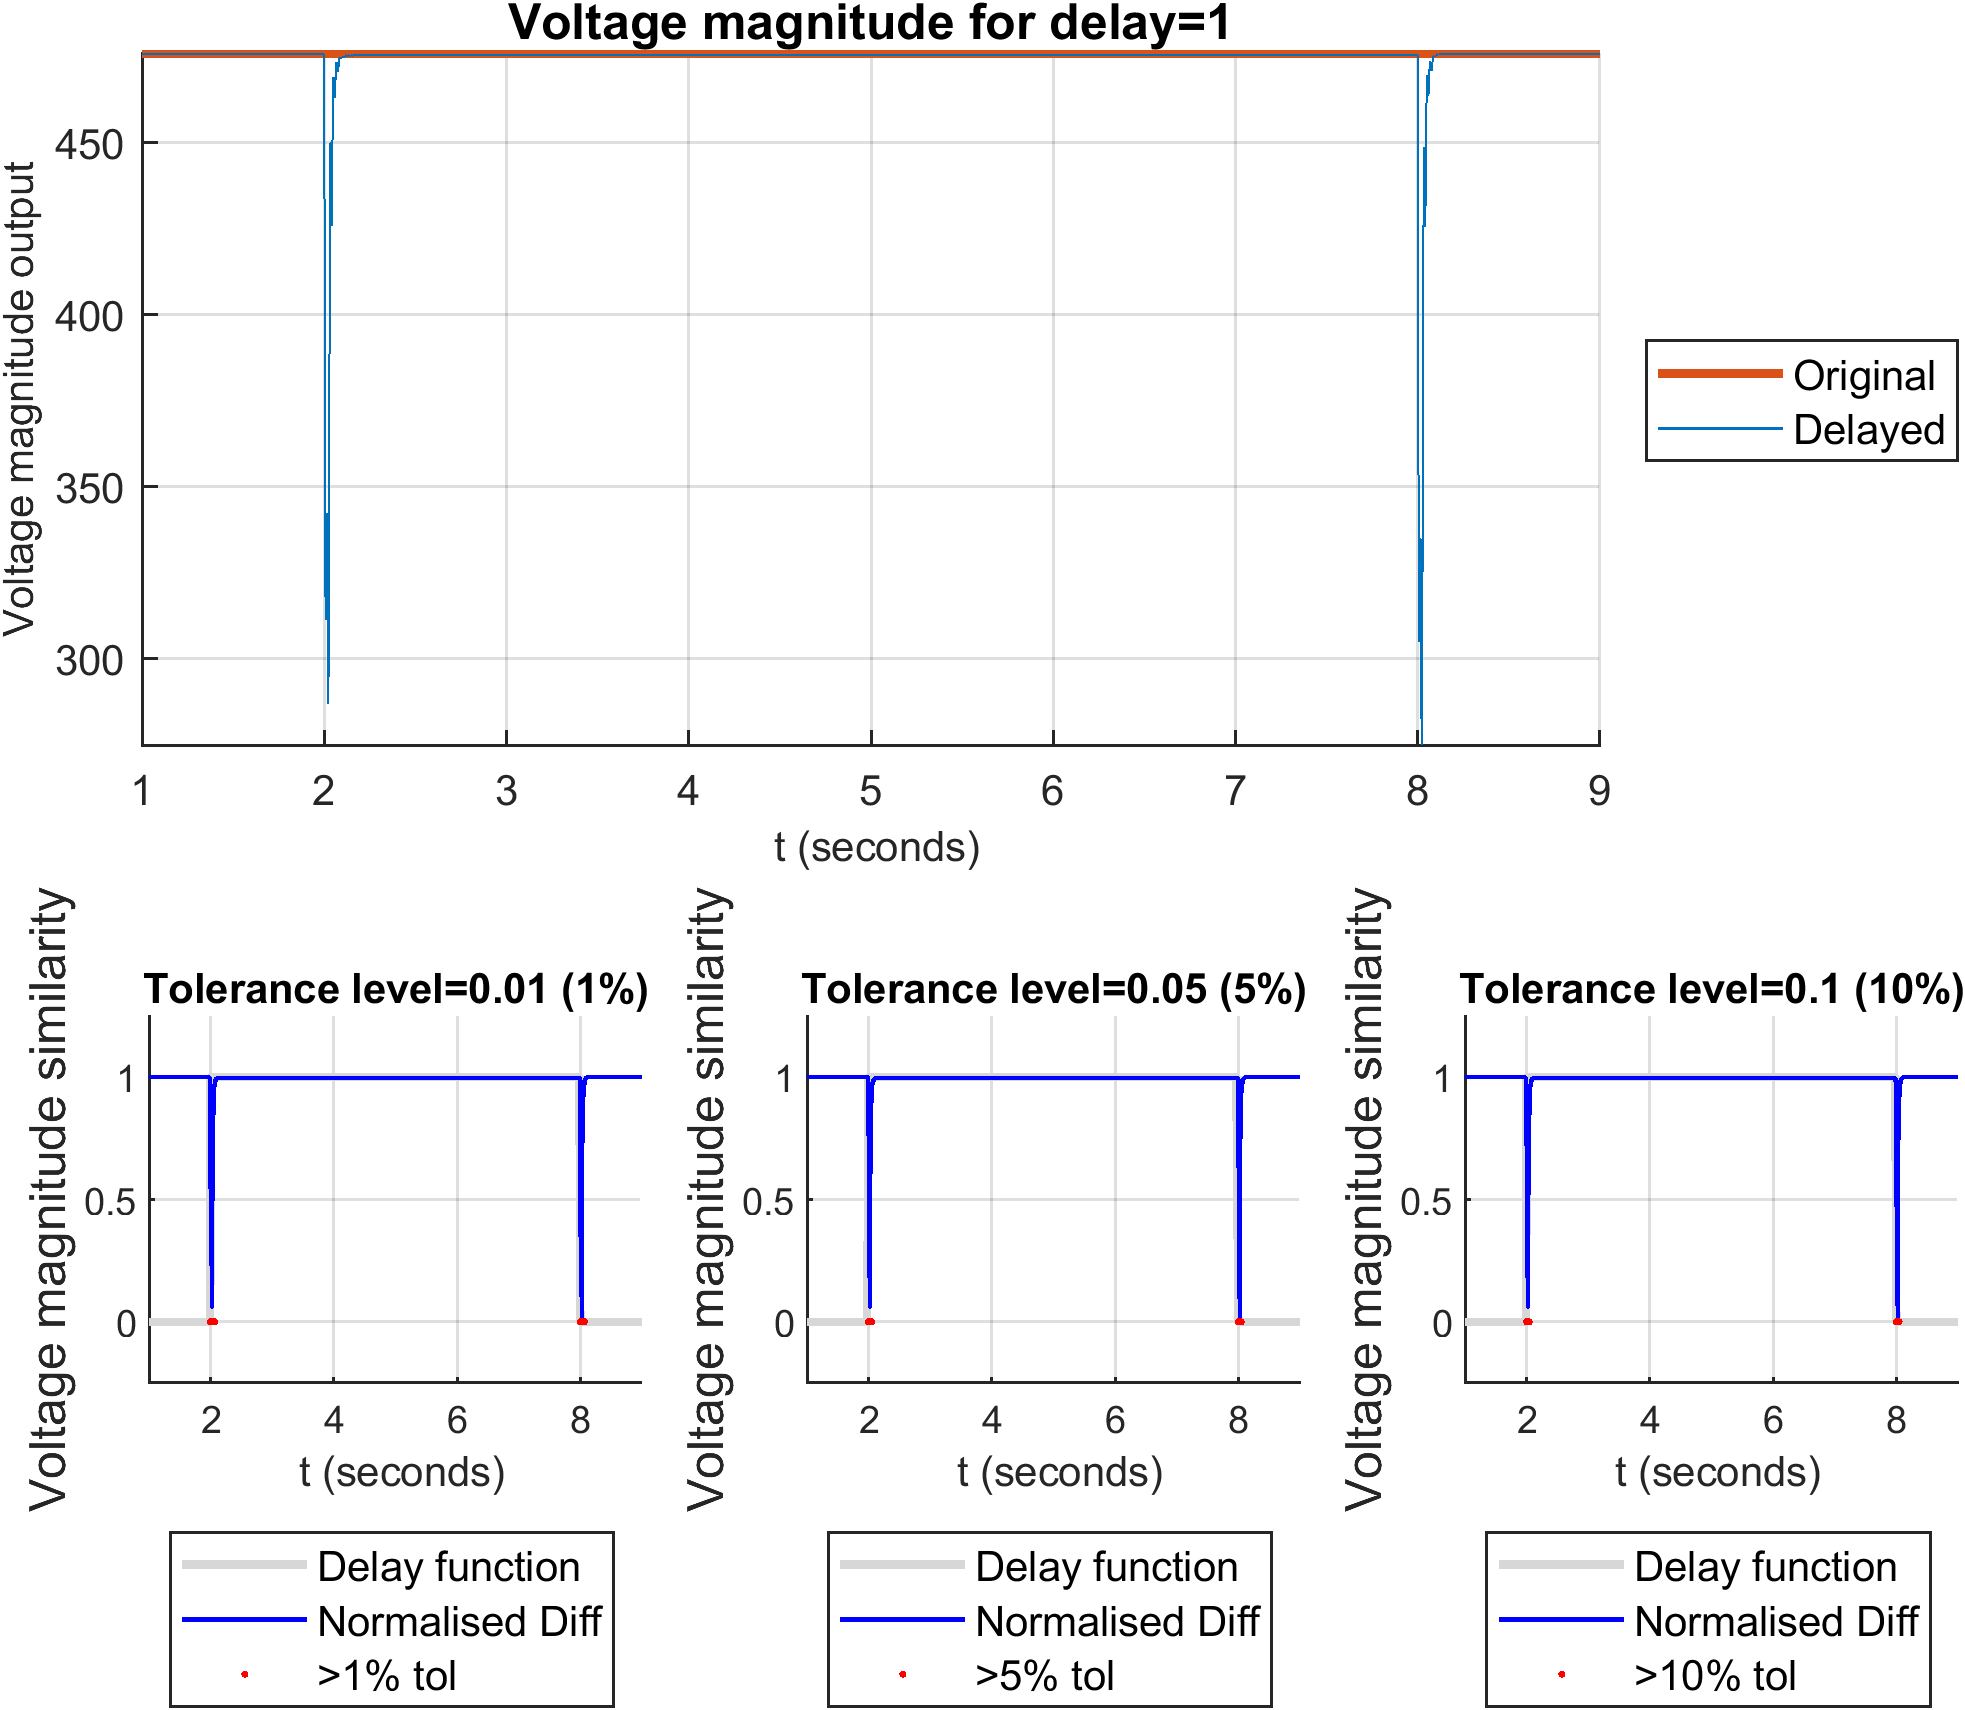 Voltage magnitude for delay=1
Voltage magnitude output
450
400
350
300
1 2 3 4 5 6 7 8 9
t (seconds)
Original
Delayed
Tolerance level=0.01 (1%)
Voltage magnitude similarity
1
0.5
0
2 4 6 8
t (seconds)
Delay function
Normalised Diff
>1% tol
Tolerance level=0.05 (5%)
Voltage magnitude similarity
1
0.5
0
2 4 6 8
t (seconds)
Delay function
Normalised Diff
>5% tol
Tolerance level=0.1 (10%)
Voltage magnitude similarity
1
0.5
0
2 4 6 8
t (seconds)
Delay function
Normalised Diff
>10% tol